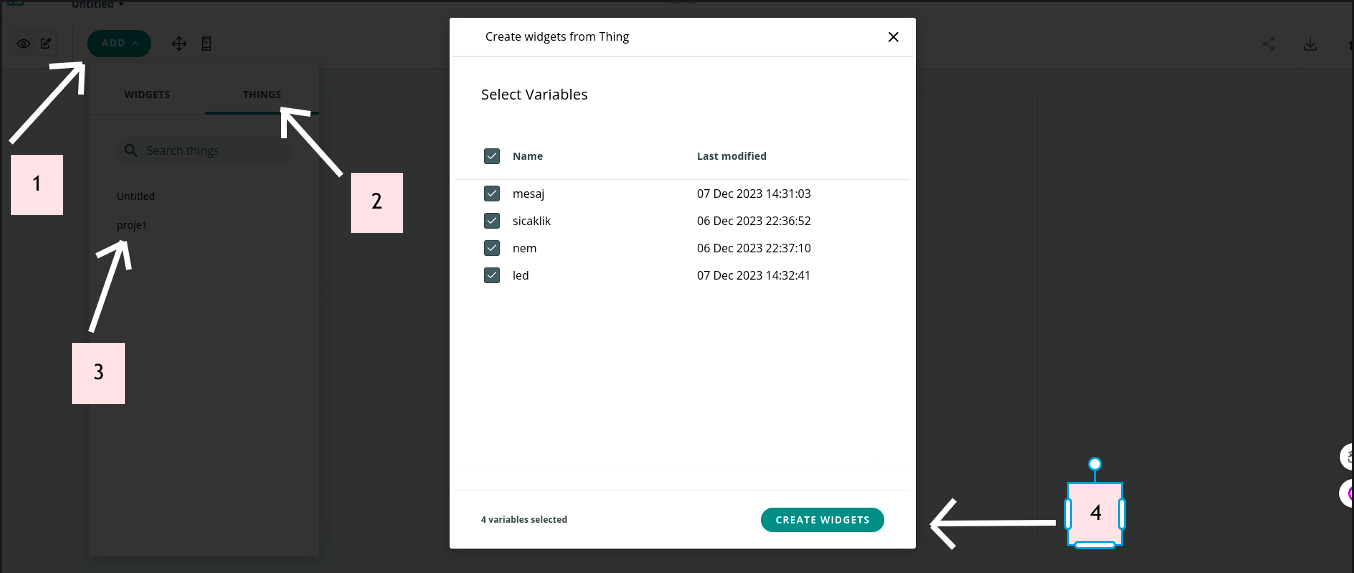 Untitled
ADD
WIDGETS
THINGS
Search things
Untitled
proje1
1
2
3
Create widgets from Thing
Select Variables
Name Last modified
mesaj 07 Dec 2023 14:31:03
sicaklik 06 Dec 2023 22:36:52
nem 06 Dec 2023 22:37:10
led 07 Dec 2023 14:32:41
4 variables selected
CREATE WIDGETS
4